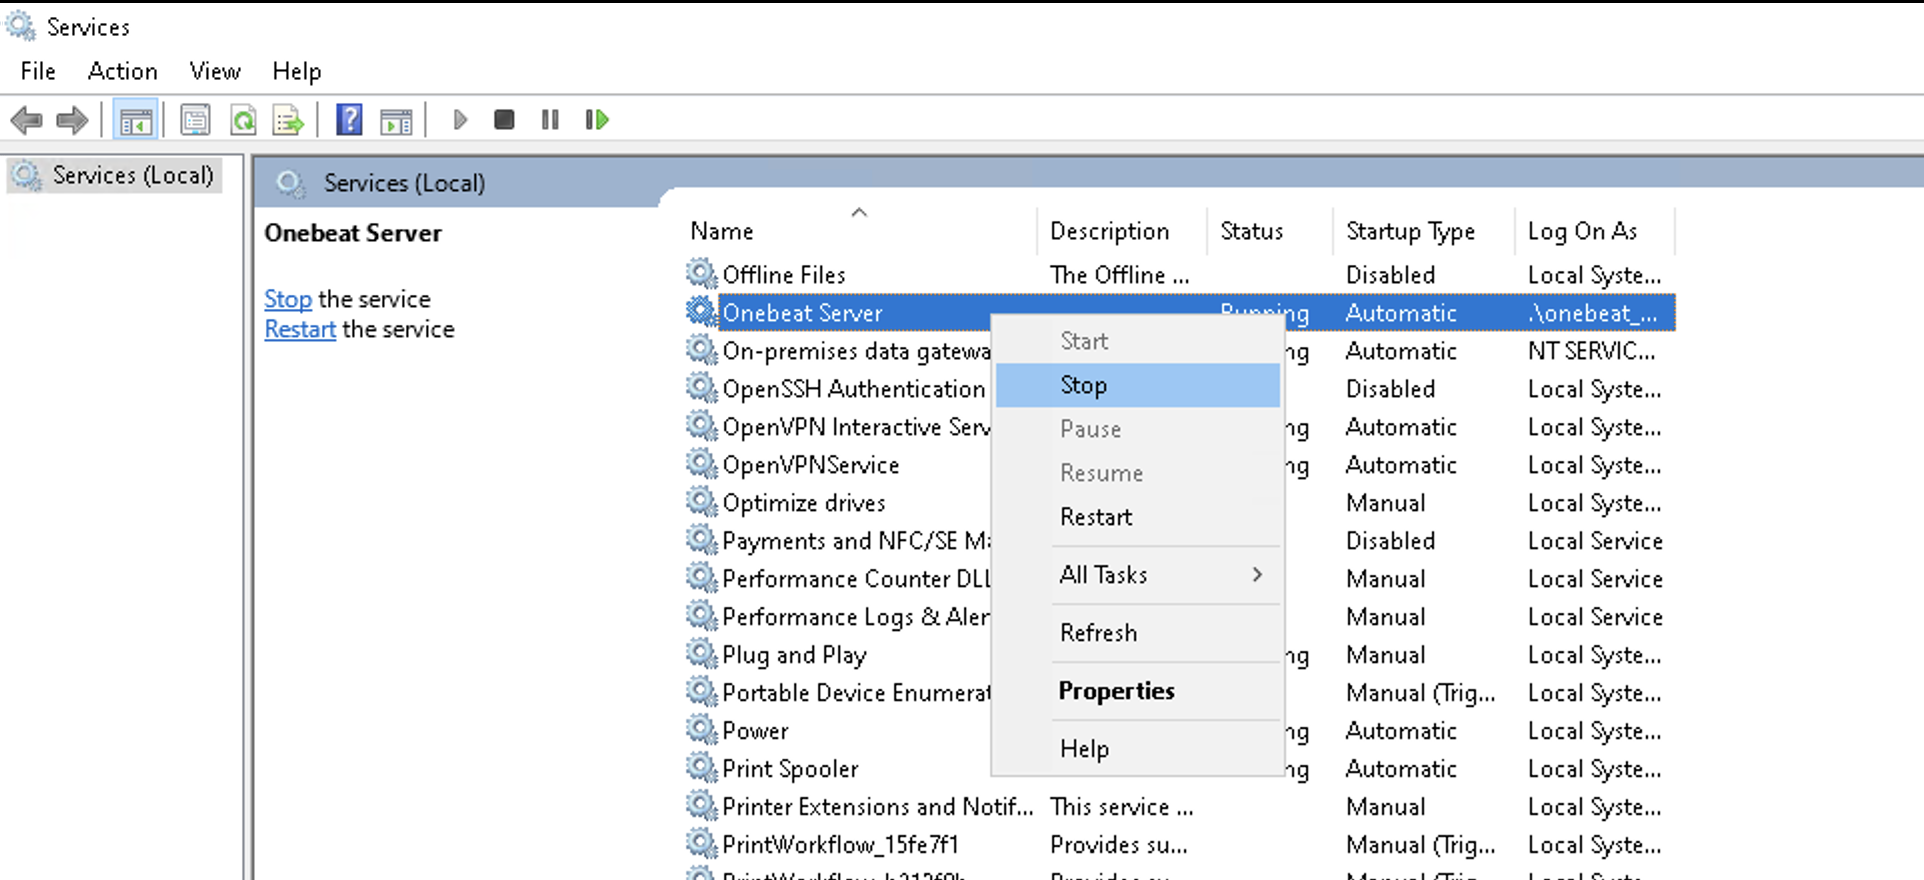 Services
File Action View Help
Services (Local)
Services (Local)
Onebeat Server
Stop the service
Restart the service
Name Description Status Startup Type Log On As
Offline Files The Offline ... Disabled Local Syste...
Onebeat Server Running Automatic .\onebeat_...
On-premises data gatewa ng Automatic NT SERVIC...
OpenSSH Authentication Disabled Local Syste...
OpenVPN Interactive Serv ng Automatic Local Syste...
OpenVPNService ng Automatic Local Syste...
Optimize drives Manual Local Syste...
Payments and NFC/SE Ma Disabled Local Service
Performance Counter DLL Manual Local Service
Performance Logs & Aler Manual Local Service
Plug and Play ng Manual Local Syste...
Portable Device Enumerat Manual (Trig... Local Syste...
Power ng Automatic Local Syste...
Print Spooler ng Automatic Local Syste...
Printer Extensions and Notif... This service ... Manual Local Syste...
PrintWorkflow_15fe7f1 Provides su... Manual (Trig... Local Syste...
Start
Stop
Pause
Resume
Restart
All Tasks
Refresh
Properties
Help